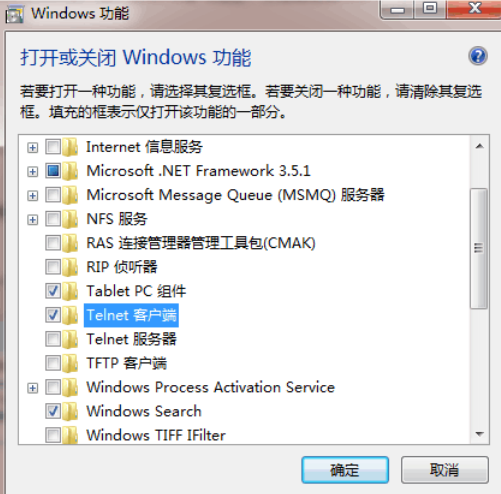 Windows 功能
打开或关闭 Windows 功能
若要打开一种功能，请选择其复选框。若要关闭一种功能，请清除其复选
框。填充的框表示仅打开该功能的一部分。
Internet 信息服务
Microsoft .NET Framework 3.5.1
Microsoft Message Queue (MSMQ) 服务器
NFS 服务
RAS 连接管理器管理工具包(CMAK)
RIP 侦听器
Tablet PC 组件
Telnet 客户端
Telnet 服务器
TFTP 客户端
Windows Process Activation Service
Windows Search
Windows TIFF IFilter
确定 取消